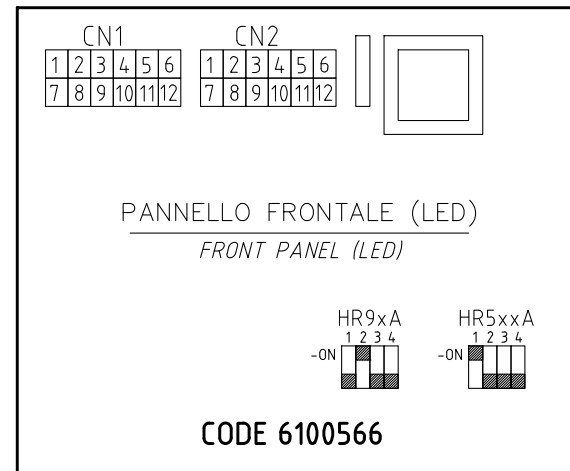 CN1 CN2
1 2 3 4 5 6 1 2 3 4 5 6
7 8 9 10 11 12 7 8 9 10 11 12
PANNELLO FRONTALE (LED)
FRONT PANEL (LED)
HR9xA HR5xxA
1 2 3 4 1 2 3 4
-ON -ON
CODE 6100566